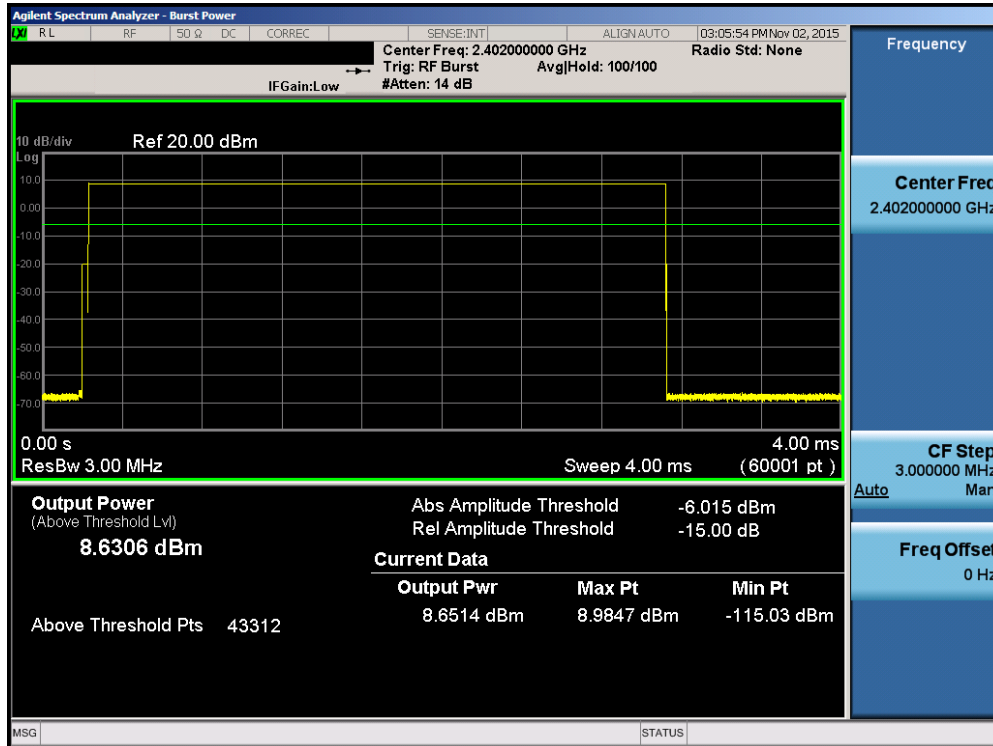 Agilent Spectrum Analyzer - Burst Power
LXI RL RF 50 Ω DC CORREC SENSE:INT ALIGN AUTO 03:05:54 PM Nov 02, 2015
Center Freq: 2.402000000 GHz Radio Std: None
Trig: RF Burst Avg|Hold: 100/100
IFGain:Low #Atten: 14 dB
Frequency
10 dB/div Ref 20.00 dBm
Log
10.0
0.00
-10.0
-20.0
-30.0
-40.0
-50.0
-60.0
-70.0
Center Freq
2.402000000 GHz
0.00 s 4.00 ms
ResBw 3.00 MHz Sweep 4.00 ms (60001 pt)
CF Step
3.000000 MHz
Auto Man
Output Power
(Above Threshold Lvl)
8.6306 dBm
Above Threshold Pts 43312
Abs Amplitude Threshold -6.015 dBm
Rel Amplitude Threshold -15.00 dB
Current Data
Output Pwr Max Pt Min Pt
8.6514 dBm 8.9847 dBm -115.03 dBm
Freq Offset
0 Hz
MSG STATUS